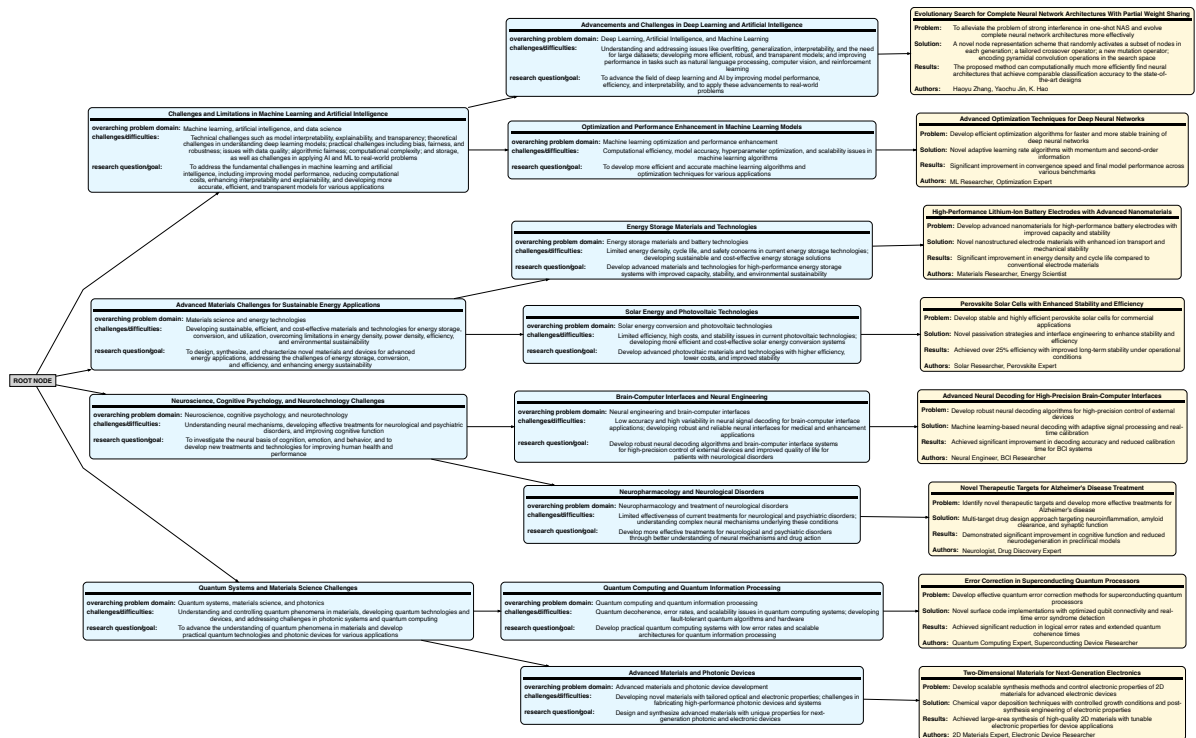 ROOT NODE
Challenges and Limitations in Machine Learning and Artificial Intelligence
overarching problem domain: Machine learning, artificial intelligence, and data science
challenges/difficulties: Technical challenges such as model interpretability, explainability, and transparency; theoretical
challenges in understanding deep learning models; practical challenges including bias, fairness, and
robustness; issues with data quality; algorithmic fairness; computational complexity; and storage,
as well as challenges in applying AI and ML to real-world problems
research question/goal: To address the fundamental challenges in machine learning and artificial
intelligence, including improving model performance, reducing computational
costs, enhancing interpretability and explainability, and developing more
accurate, efficient, and transparent models for various applications
Advanced Materials Challenges for Sustainable Energy Applications
overarching problem domain: Materials science and energy technologies
challenges/difficulties: Developing sustainable, efficient, and cost-effective materials and technologies for energy storage,
conversion, and utilization, overcoming limitations in energy density, power density, efficiency,
and environmental sustainability
research question/goal: To design, synthesize, and characterize novel materials and devices for advanced
energy applications, addressing the challenges of energy storage, conversion,
and efficiency, and enhancing energy sustainability
Neuroscience, Cognitive Psychology, and Neurotechnology Challenges
overarching problem domain: Neuroscience, cognitive psychology, and neurotechnology
challenges/difficulties: Understanding neural mechanisms, developing effective treatments for neurological and psychiatric
disorders, and improving cognitive function
research question/goal: To investigate the neural basis of cognition, emotion, and behavior, and to
develop new treatments and technologies for improving human health and
performance
Quantum Systems and Materials Science Challenges
overarching problem domain: Quantum systems, materials science, and photonics
challenges/difficulties: Understanding and controlling quantum phenomena in materials, developing quantum technologies and
devices, and addressing challenges in photonic systems and quantum computing
research question/goal: To advance the understanding of quantum phenomena in materials and develop
practical quantum technologies and photonic devices for various applications
Advancements and Challenges in Deep Learning and Artificial Intelligence
overarching problem domain: Deep Learning, Artificial Intelligence, and Machine Learning
challenges/difficulties: Understanding and addressing issues like overfitting, generalization, interpretability, and the need
for large datasets; developing more efficient, robust, and transparent models; and improving
performance in tasks such as natural language processing, computer vision, and reinforcement
learning
research question/goal: To advance the field of deep learning and AI by improving model performance,
efficiency, and interpretability, and to apply these advancements to real-world
problems
Optimization and Performance Enhancement in Machine Learning Models
overarching problem domain: Machine learning optimization and performance enhancement
challenges/difficulties: Computational efficiency, model accuracy, hyperparameter optimization, and scalability issues in
machine learning algorithms
research question/goal: To develop more efficient and accurate machine learning algorithms and
optimization techniques for various applications
Energy Storage Materials and Technologies
overarching problem domain: Energy storage materials and battery technologies
challenges/difficulties: Limited energy density, cycle life, and safety concerns in current energy storage technologies;
developing sustainable and cost-effective energy storage solutions
research question/goal: Develop advanced materials and technologies for high-performance energy storage
systems with improved capacity, stability, and environmental sustainability
Solar Energy and Photovoltaic Technologies
overarching problem domain: Solar energy conversion and photovoltaic technologies
challenges/difficulties: Limited efficiency, high costs, and stability issues in current photovoltaic technologies;
developing more efficient and cost-effective solar energy conversion systems
research question/goal: Develop advanced photovoltaic materials and technologies with higher efficiency,
lower costs, and improved stability
Brain-Computer Interfaces and Neural Engineering
overarching problem domain: Neural engineering and brain-computer interfaces
challenges/difficulties: Low accuracy and high variability in neural signal decoding for brain-computer interface
applications; developing robust and reliable neural interfaces for medical and enhancement
applications
research question/goal: Develop robust neural decoding algorithms and brain-computer interface systems
for high-precision control of external devices and improved quality of life for
patients with neurological disorders
Neuropharmacology and Neurological Disorders
overarching problem domain: Neuropharmacology and treatment of neurological disorders
challenges/difficulties: Limited effectiveness of current treatments for neurological and psychiatric disorders;
understanding complex neural mechanisms underlying these conditions
research question/goal: Develop more effective treatments for neurological and psychiatric disorders
through better understanding of neural mechanisms and drug action
Quantum Computing and Quantum Information Processing
overarching problem domain: Quantum computing and quantum information processing
challenges/difficulties: Quantum decoherence, error rates, and scalability issues in quantum computing systems; developing
fault-tolerant quantum algorithms and hardware
research question/goal: Develop practical quantum computing systems with low error rates and scalable
architectures for quantum information processing
Advanced Materials and Photonic Devices
overarching problem domain: Advanced materials and photonic device development
challenges/difficulties: Developing novel materials with tailored optical and electronic properties; challenges in
fabricating high-performance photonic devices and systems
research question/goal: Design and synthesize advanced materials with unique properties for next-
generation photonic and electronic devices
Evolutionary Search for Complete Neural Network Architectures With Partial Weight Sharing
Problem: To alleviate the problem of strong interference in one-shot NAS and evolve
complete neural network architectures more effectively
Solution: A novel node representation scheme that randomly activates a subset of nodes in
each generation; a tailored crossover operator; a new mutation operator;
encoding pyramidal convolution operations in the search space
Results: The proposed method can computationally much more efficiently find neural
architectures that achieve comparable classification accuracy to the state-of-
the-art designs
Authors: Haoyu Zhang, Yaochu Jin, K. Hao
Advanced Optimization Techniques for Deep Neural Networks
Problem: Develop efficient optimization algorithms for faster and more stable training of
deep neural networks
Solution: Novel adaptive learning rate algorithms with momentum and second-order
information
Results: Significant improvement in convergence speed and final model performance across
various benchmarks
Authors: ML Researcher, Optimization Expert
High-Performance Lithium-Ion Battery Electrodes with Advanced Nanomaterials
Problem: Develop advanced nanomaterials for high-performance battery electrodes with
improved capacity and stability
Solution: Novel nanostructured electrode materials with enhanced ion transport and
mechanical stability
Results: Significant improvement in energy density and cycle life compared to
conventional electrode materials
Authors: Materials Researcher, Energy Scientist
Perovskite Solar Cells with Enhanced Stability and Efficiency
Problem: Develop stable and highly efficient perovskite solar cells for commercial
applications
Solution: Novel passivation strategies and interface engineering to enhance stability and
efficiency
Results: Achieved over 25% efficiency with improved long-term stability under operational
conditions
Authors: Solar Researcher, Perovskite Expert
Advanced Neural Decoding for High-Precision Brain-Computer Interfaces
Problem: Develop robust neural decoding algorithms for high-precision control of external
devices
Solution: Machine learning-based neural decoding with adaptive signal processing and real-
time calibration
Results: Achieved significant improvement in decoding accuracy and reduced calibration
time for BCI systems
Authors: Neural Engineer, BCI Researcher
Novel Therapeutic Targets for Alzheimer's Disease Treatment
Problem: Identify novel therapeutic targets and develop more effective treatments for
Alzheimer's disease
Solution: Multi-target drug design approach targeting neuroinflammation, amyloid
clearance, and synaptic function
Results: Demonstrated significant improvement in cognitive function and reduced
neurodegeneration in preclinical models
Authors: Neurologist, Drug Discovery Expert
Error Correction in Superconducting Quantum Processors
Problem: Develop effective quantum error correction methods for superconducting quantum
processors
Solution: Novel surface code implementations with optimized qubit connectivity and real-
time error syndrome detection
Results: Achieved significant reduction in logical error rates and extended quantum
coherence times
Authors: Quantum Computing Expert, Superconducting Device Researcher
Two-Dimensional Materials for Next-Generation Electronics
Problem: Develop scalable synthesis methods and control electronic properties of 2D
materials for advanced electronic devices
Solution: Chemical vapor deposition techniques with controlled growth conditions and post-
synthesis engineering of electronic properties
Results: Achieved large-area synthesis of high-quality 2D materials with tunable
electronic properties for device applications
Authors: 2D Materials Expert, Electronic Device Researcher